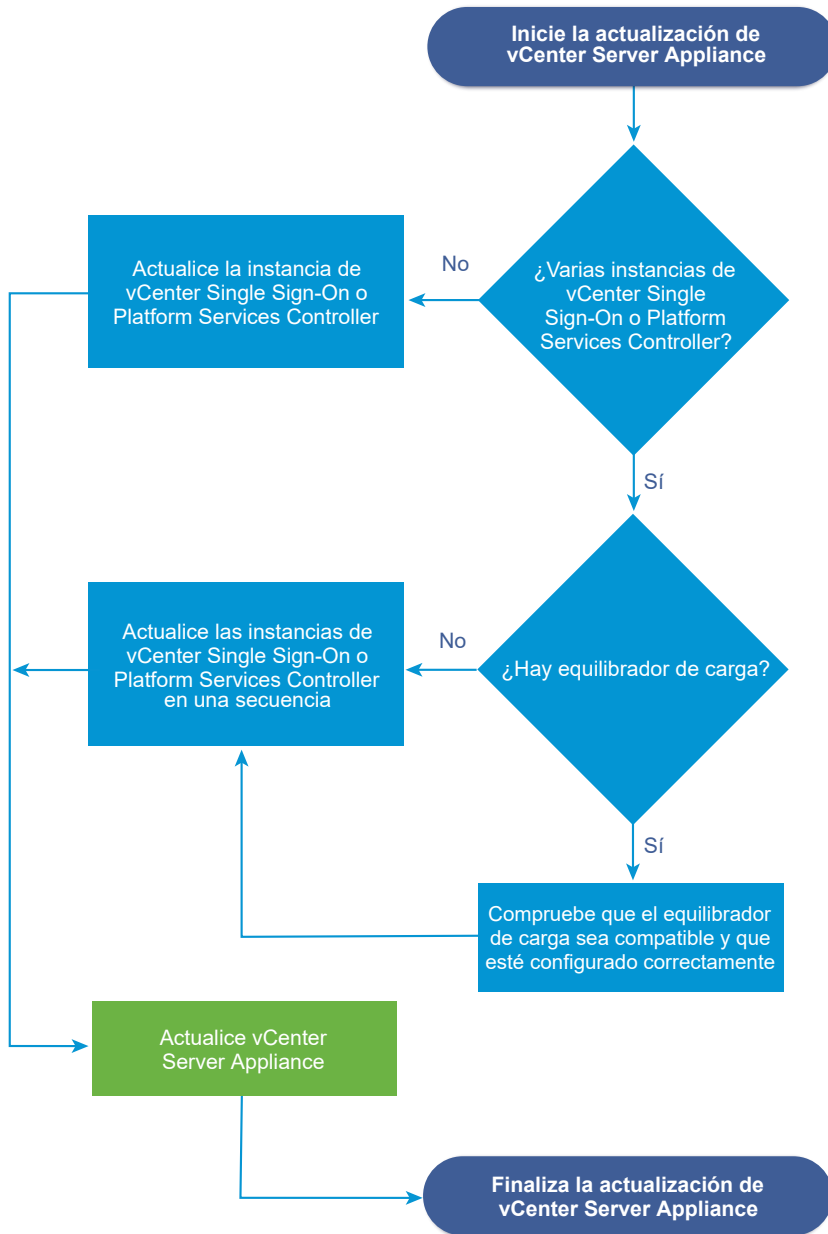 Inicie la actualización de
vCenter Server Appliance
¿Varias instancias de
vCenter Single
Sign-On o Platform
Services Controller?
No
Actualice la instancia de
vCenter Single Sign-On o
Platform Services Controller
Sí
¿Hay equilibrador de carga?
No
Actualice las instancias de
vCenter Single Sign-On o
Platform Services Controller
en una secuencia
Sí
Compruebe que el equilibrador
de carga sea compatible y que
esté configurado correctamente
Actualice vCenter
Server Appliance
Finaliza la actualización de
vCenter Server Appliance